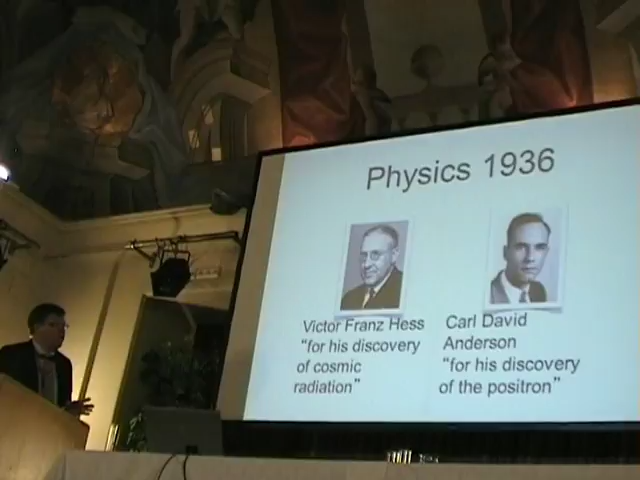 Physics 1936
Victor Franz Hess
"for his discovery
of cosmic
radiation"
Carl David
Anderson
"for his discovery
of the positron"